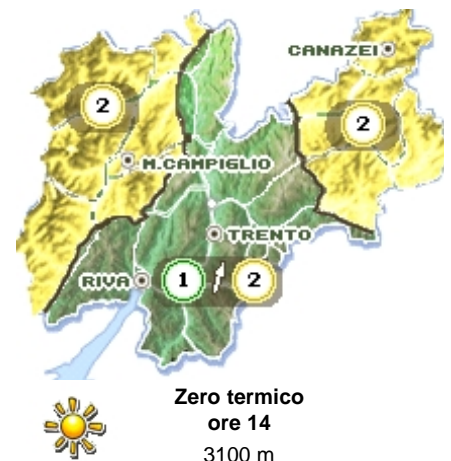 CANAZEI
2
2
M.CAMPIGLIO
TRENTO
RIVA 1 2
Zero termico
ore 14
3100 m